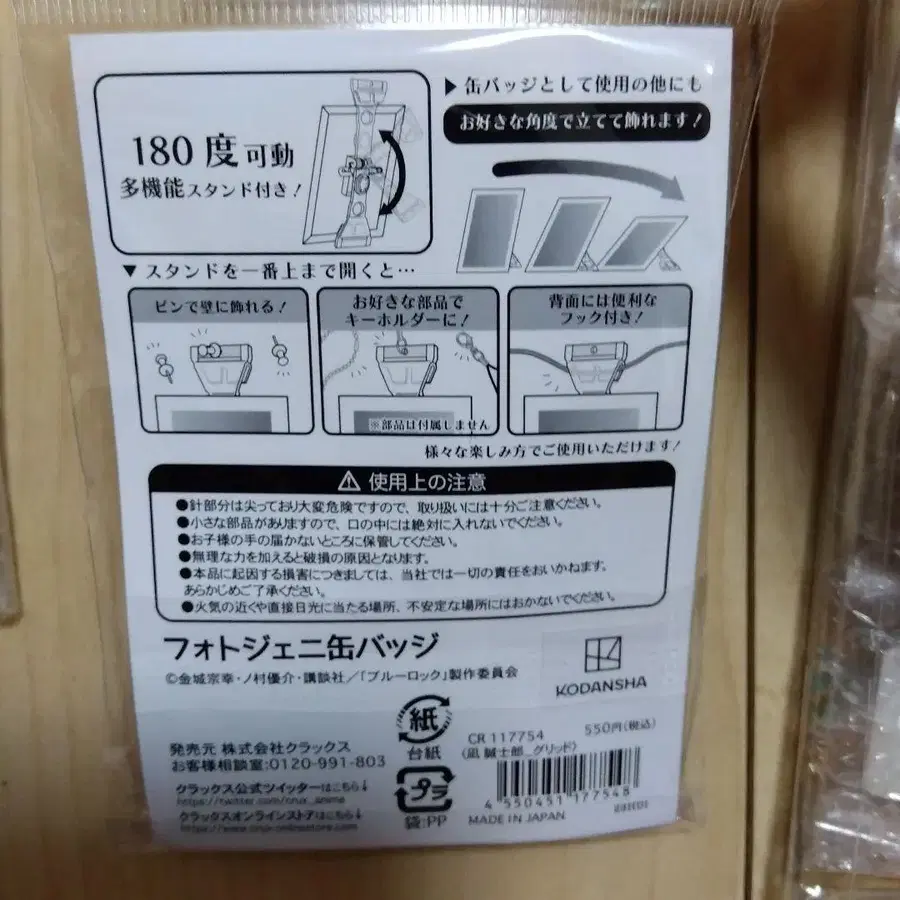 180度可動
多機能スタンド付き!
▶缶バッジとして使用の他にも
お好きな角度で立てて飾れます!
▼スタンドを一番上まで開くと…
ピンで壁に飾れる!
お好きな部品で
キーホルダーに!
※部品は付属しません
背面には便利な
フック付き!
様々な楽しみ方でご使用いただけます!
⚠使用上の注意
●針部分は尖っており大変危険ですので、取り扱いには十分ご注意ください。
●小さな部品がありますので、口の中には絶対に入れないでください。
●お子様の手の届かないところに保管してください。
●無理な力を加えると破損の原因となります。
●本品に起因する損害につきましては、当社では一切の責任をおいかねます。
あらかじめご了承ください。
●火気の近くや直接日光に当たる場所、不安定な場所にはおかないでください。
フォトジェニ缶バッジ
©金城宗幸・ノ村優介・講談社/「ブルーロック」製作委員会
KODANSHA
発売元 株式会社クラックス
お客様相談室:0120-991-803
クラックス公式ツイッターはこちら↓
https://twitter.com/crux_anime
クラックスオンラインストアはこちら↓
https://www.crux-onlinestore.com
紙
台紙
プラ
袋:PP
CR 117754
550円(税込)
(凪 誠士郎_グリッド)
4 550451 177548
MADE IN JAPAN